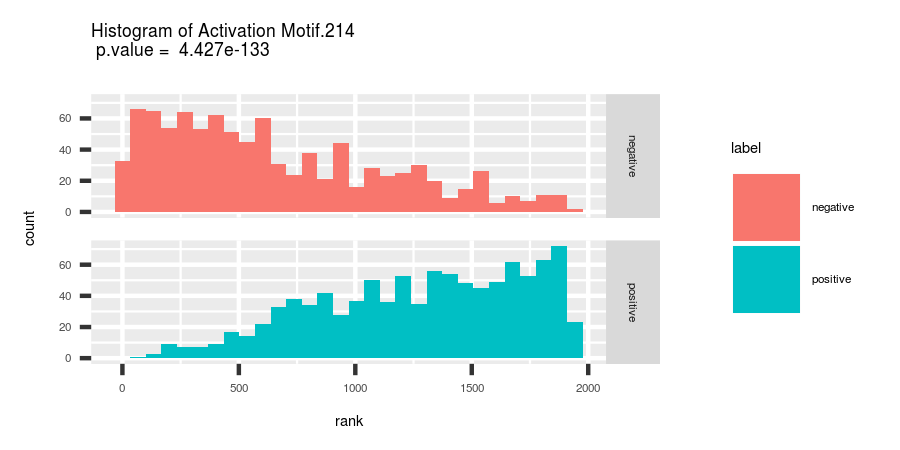 Histogram of Activation Motif.214
p.value =  4.427e-133
count
60
40
20
0
negative
60
40
20
0
positive
0
500
1000
1500
2000
rank
label
negative
positive